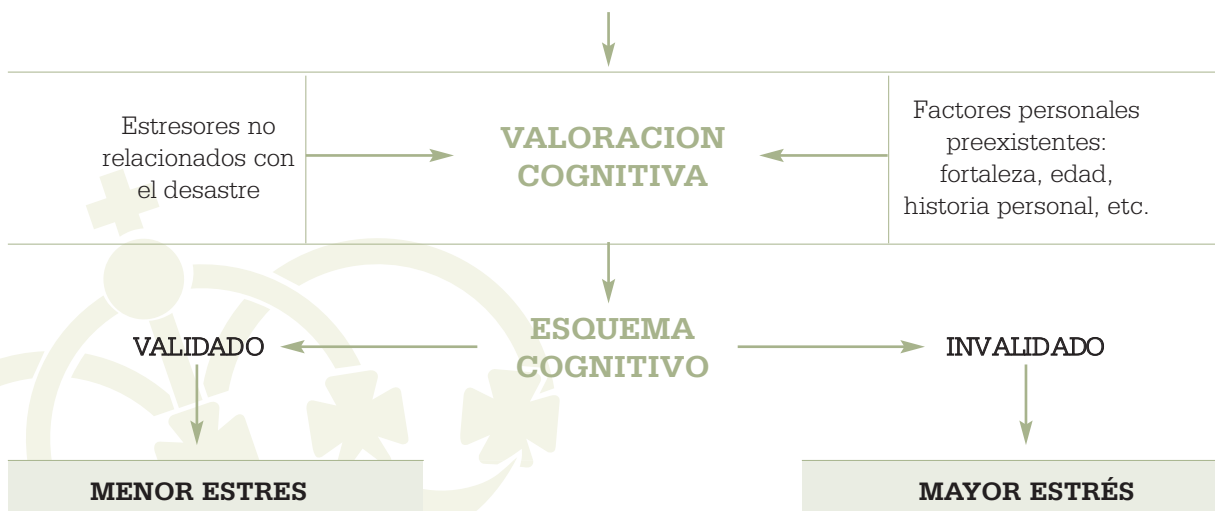 Estresores no
relacionados con
el desastre
VALORACION
COGNITIVA
Factores personales
preexistentes:
fortaleza, edad,
historia personal, etc.
ESQUEMA
COGNITIVO
VALIDADO
INVALIDADO
MENOR ESTRES
MAYOR ESTRÉS